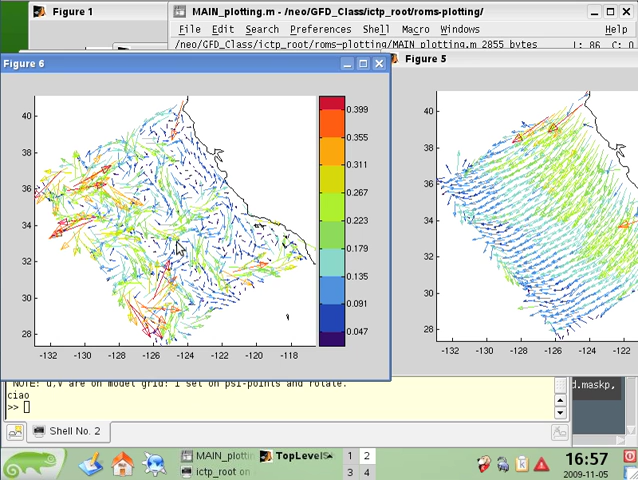 Figure 1
MAIN_plotting.m - /neo/GFD_Class/ictp_root/roms-plotting/
File Edit Search Preferences Shell Macro Windows Help
/neo/GFD_Class/ictp_root/roms-plotting/MAIN_plotting.m 2855 bytes L: 86 C: 0
Figure 6
Figure 5
40
38
36
34
32
30
28
-132 -130 -128 -126 -124 -122 -120 -118
0.399
0.355
0.311
0.267
0.223
0.179
0.135
0.091
0.047
40
38
36
34
32
30
28
-132 -130 -128 -126 -124 -122
NOTE: u,v are on model grid: I set on psi-points and rotate.
ciao
>>
d.maskp,
Shell No. 2
MAIN_plotti
TopLevelS
1 2
ictp_root on
3 4
16:57
2009-11-05